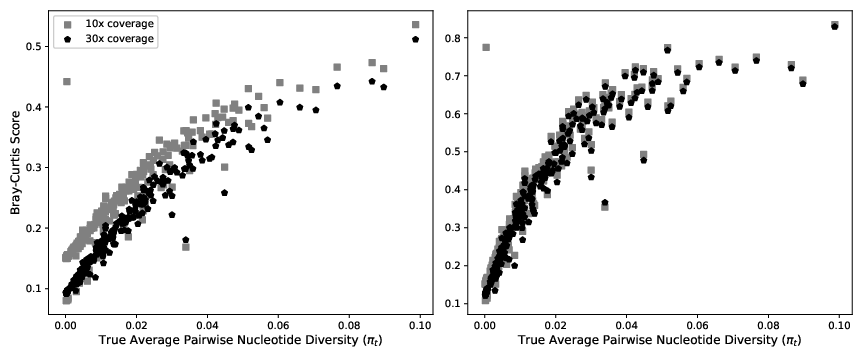 10x coverage
30x coverage
Bray-Curtis Score
0.5
0.4
0.3
0.2
0.1
0.00 0.02 0.04 0.06 0.08 0.10
True Average Pairwise Nucleotide Diversity (π_t)
0.8
0.7
0.6
0.5
0.4
0.3
0.2
0.1
0.00 0.02 0.04 0.06 0.08 0.10
True Average Pairwise Nucleotide Diversity (π_t)